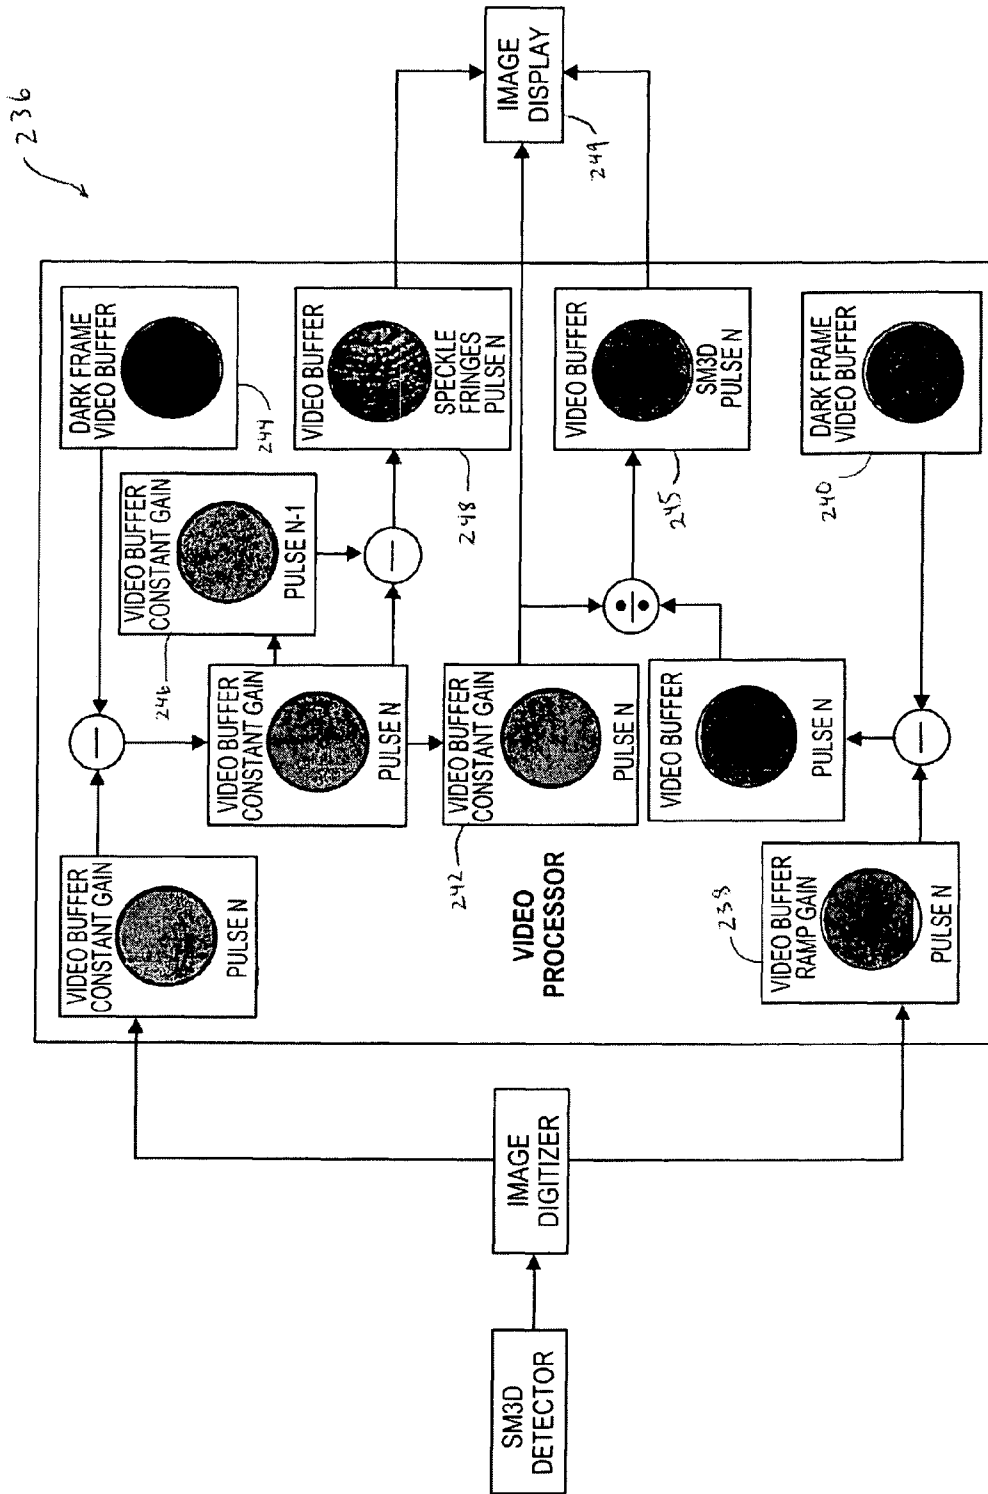 236
SM3D
DETECTOR
IMAGE
DIGITIZER
VIDEO
PROCESSOR
VIDEO BUFFER
CONSTANT GAIN
PULSE N
DARK FRAME
VIDEO BUFFER
244
VIDEO BUFFER
CONSTANT GAIN
PULSE N-1
246
VIDEO BUFFER
CONSTANT GAIN
PULSE N
VIDEO BUFFER
SPECKLE
FRINGES
PULSE N
248
VIDEO BUFFER
CONSTANT GAIN
PULSE N
242
VIDEO BUFFER
SM3D
PULSE N
245
VIDEO BUFFER
PULSE N
VIDEO BUFFER
RAMP GAIN
PULSE N
238
DARK FRAME
VIDEO BUFFER
240
IMAGE
DISPLAY
249